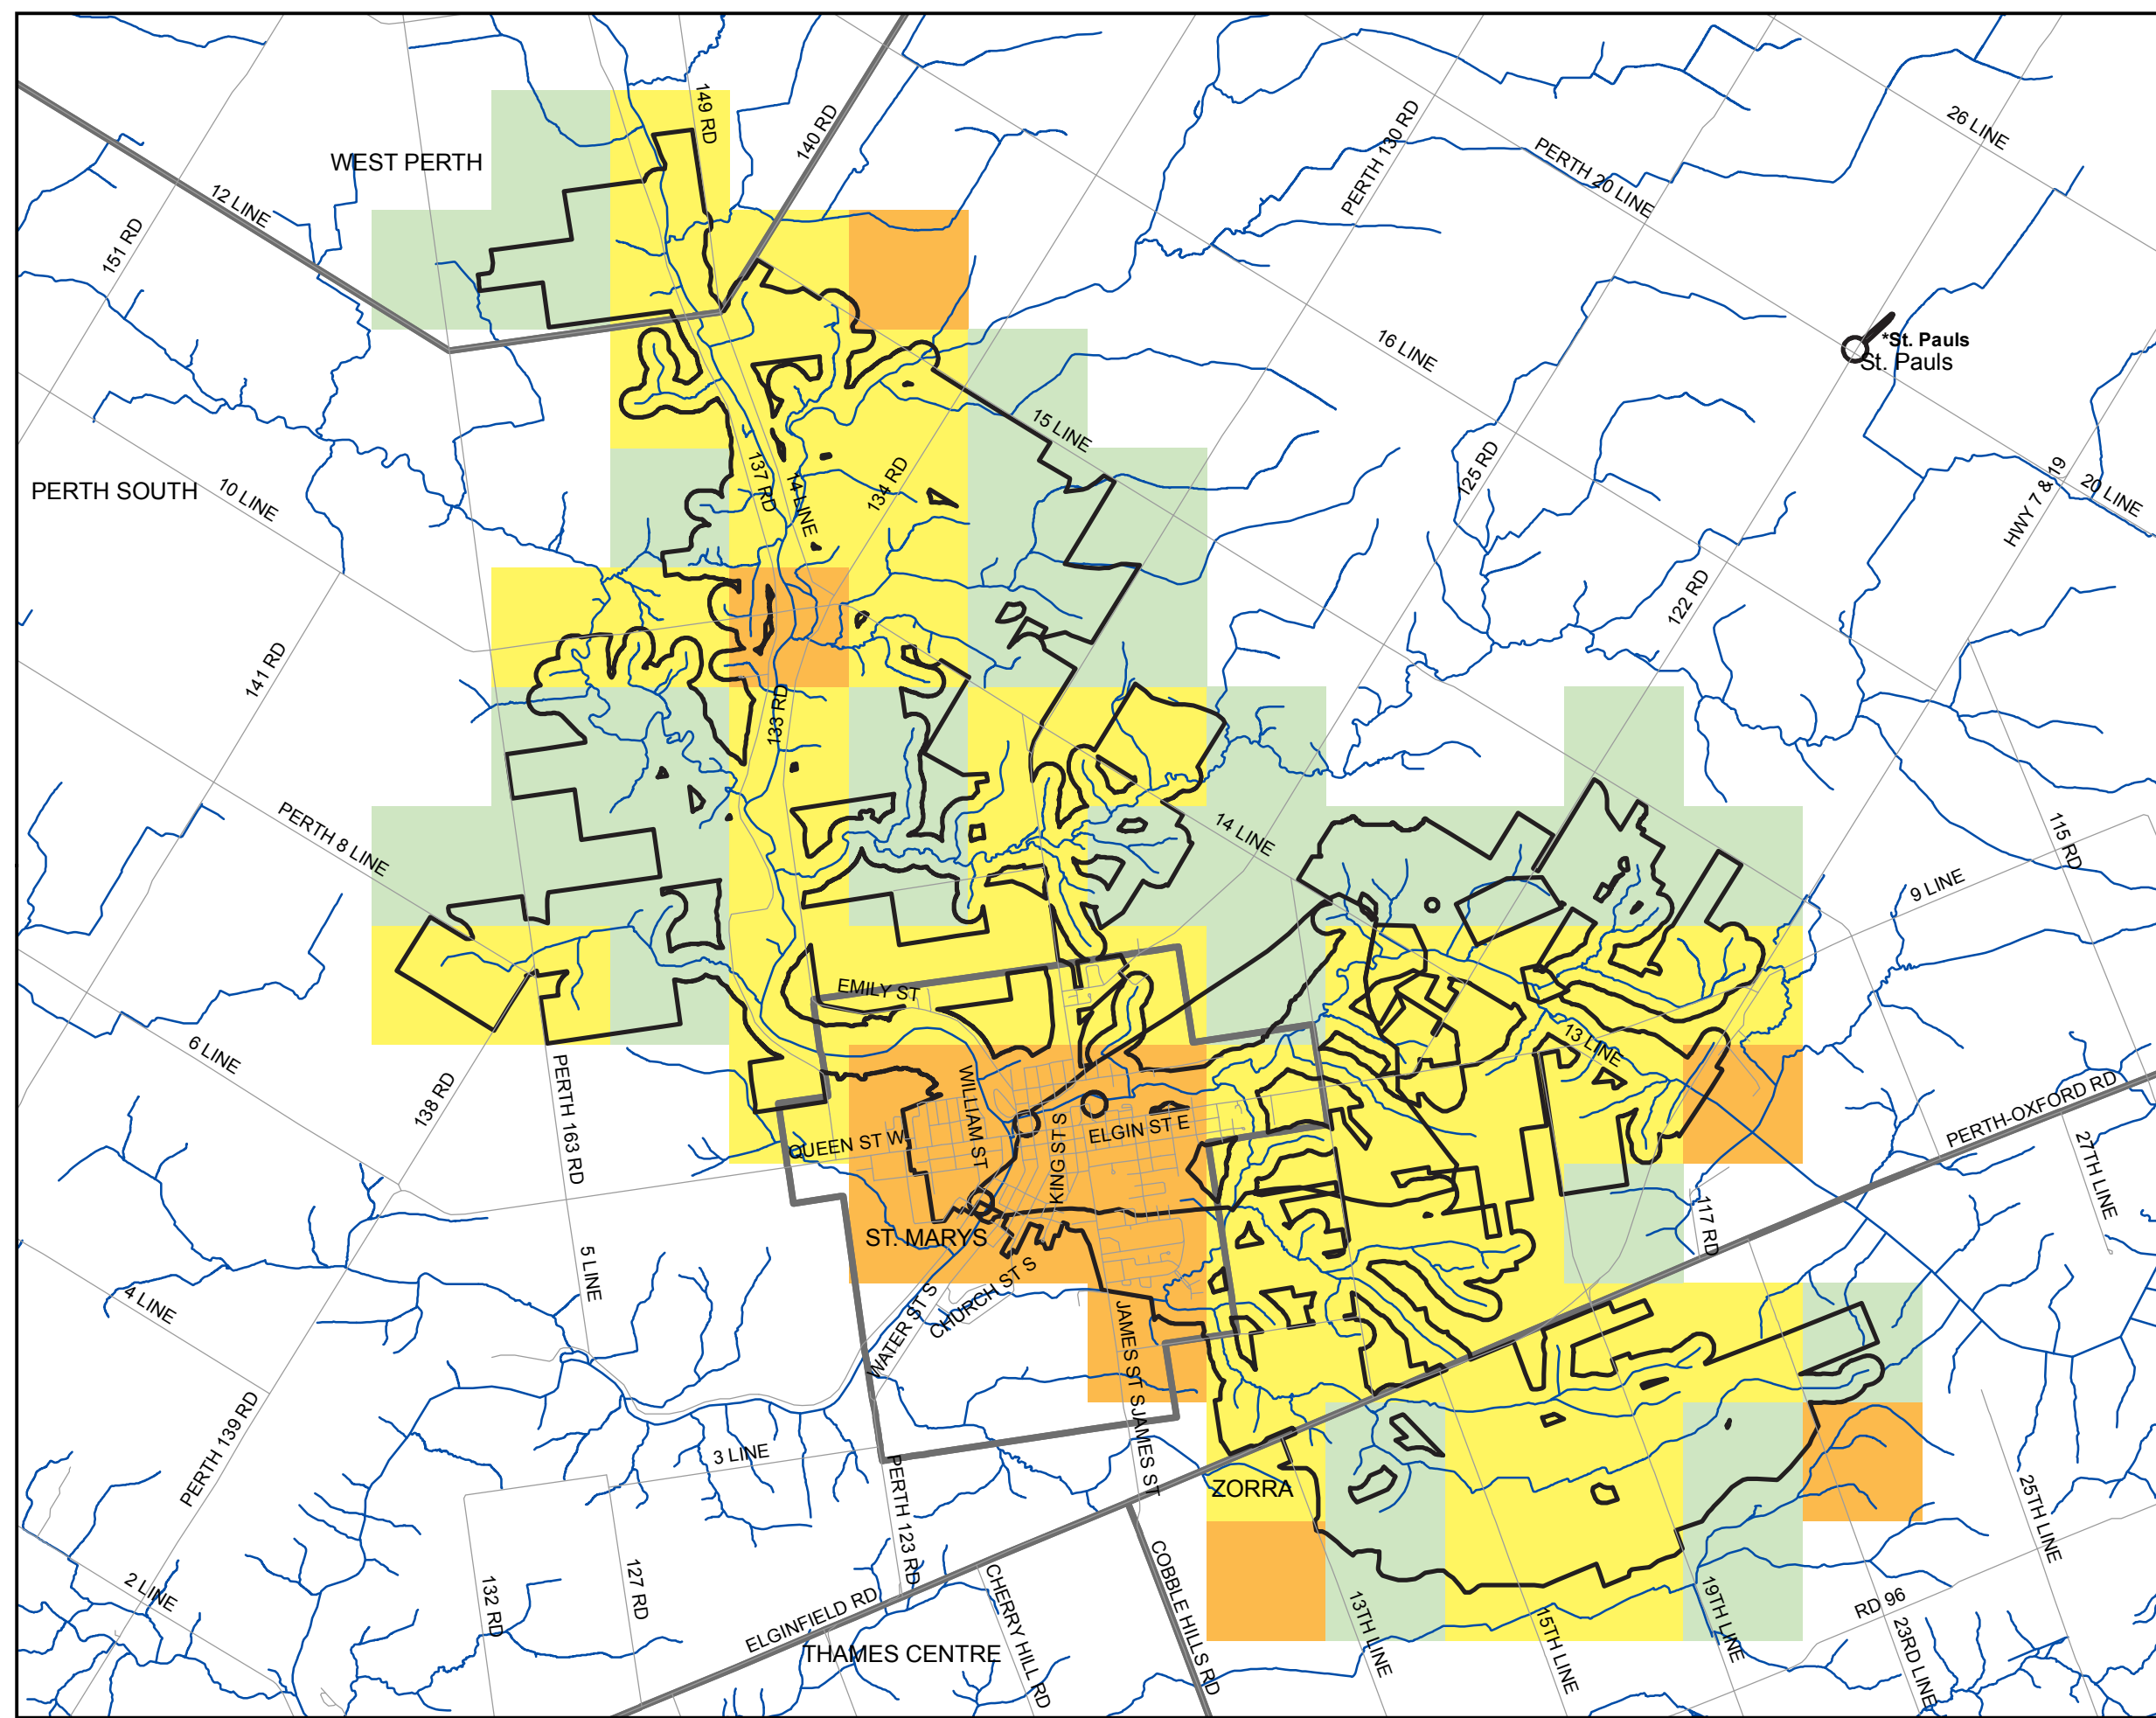 149 RD
140 RD
26 LINE
PERTH 130 RD
PERTH 20 LINE
WEST PERTH
12 LINE
151 RD
*St. Pauls
St. Pauls
16 LINE
15 LINE
PERTH SOUTH
10 LINE
137 RD
14 LINE
134 RD
125 RD
HWY 7 & 19
20 LINE
122 RD
141 RD
133 RD
PERTH 8 LINE
14 LINE
115 RD
9 LINE
EMILY ST
13 LINE
6 LINE
138 RD
PERTH 163 RD
WILLIAM ST
KING ST S
ELGIN ST E
QUEEN ST W
PERTH-OXFORD RD
27TH LINE
117 RD
ST. MARYS
5 LINE
4 LINE
WATER ST S
CHURCH ST S
JAMES ST S
JAMES ST
PERTH 139 RD
3 LINE
PERTH 123 RD
ZORRA
25TH LINE
2 LINE
132 RD
127 RD
ELGINFIELD RD
CHERRY HILL RD
COBBLE HILLS RD
13TH LINE
15TH LINE
19TH LINE
RD 96
23RD LINE
THAMES CENTRE